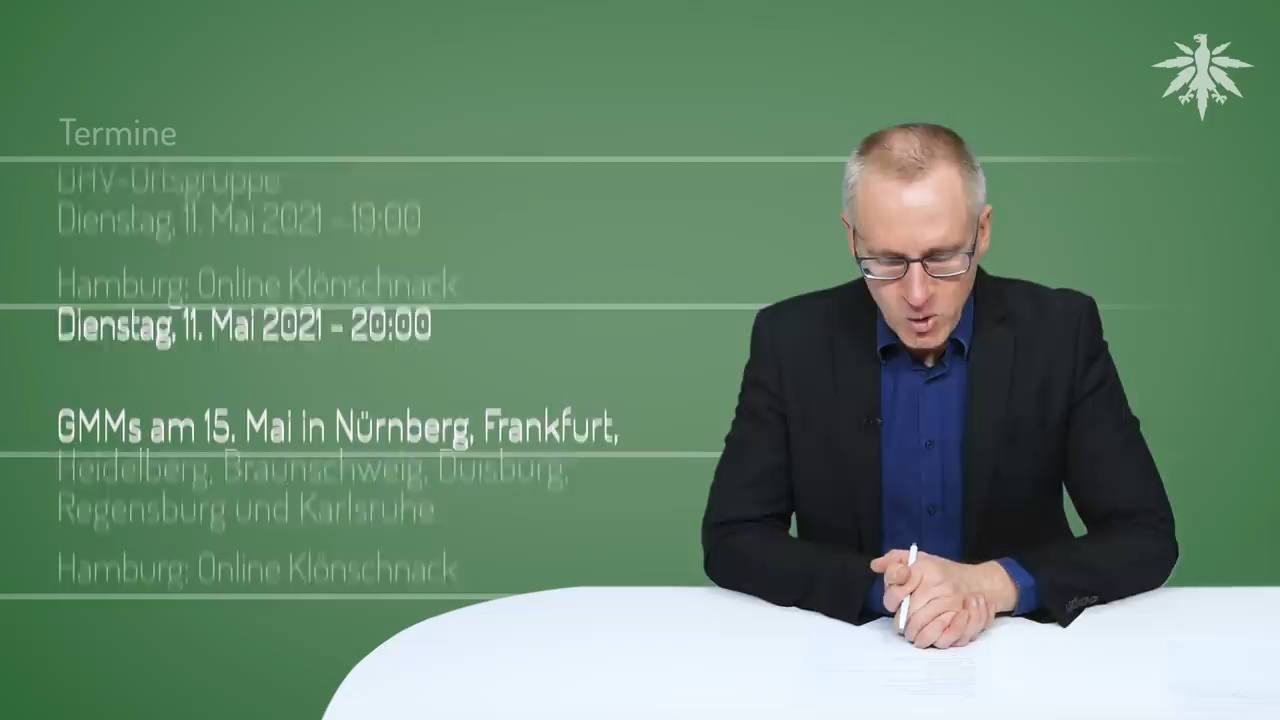 Termine
DHV-Ortsgruppe
Dienstag, 11. Mai 2021 - 19:00
Hamburg: Online Klönschnack
Dienstag, 11. Mai 2021 - 20:00
GMMs am 15. Mai in Nürnberg, Frankfurt,
Heidelberg, Braunschweig, Duisburg,
Regensburg und Karlsruhe
Hamburg: Online Klönschnack